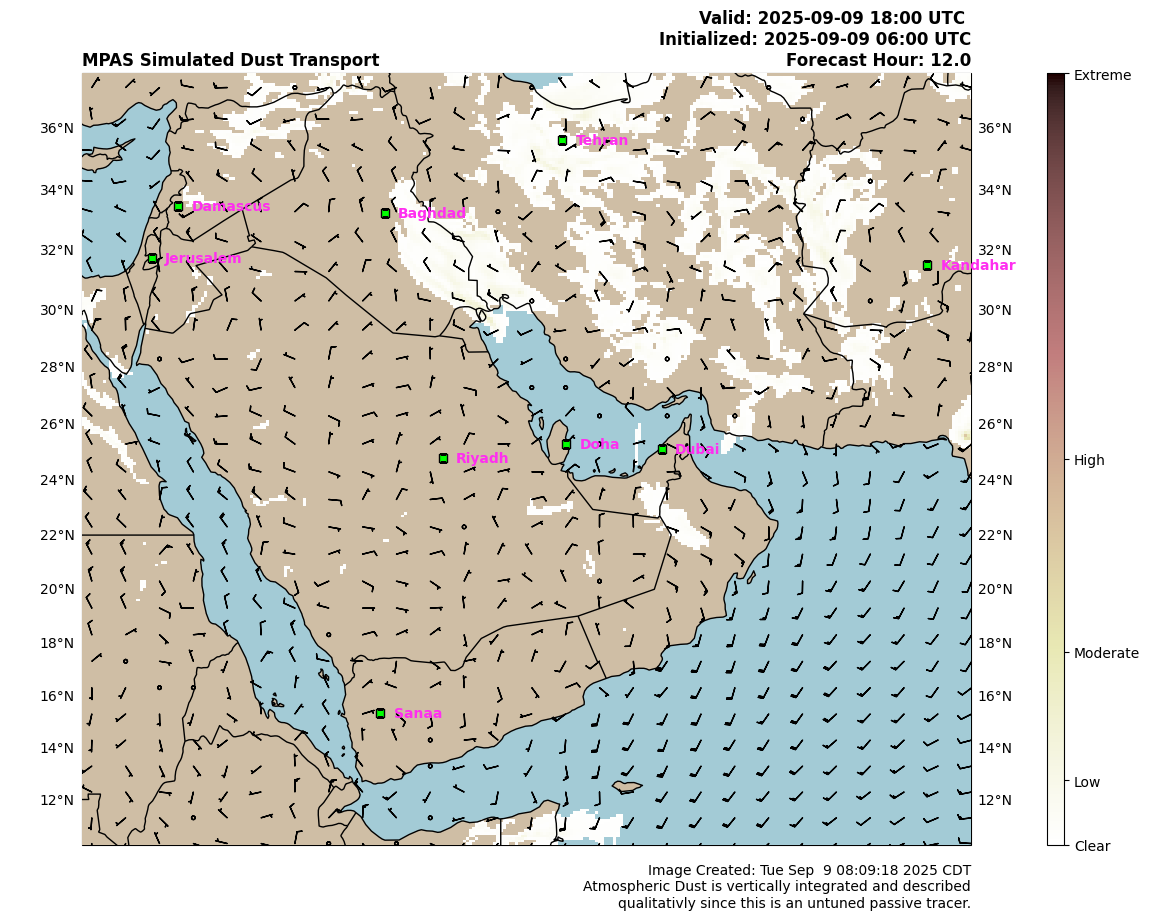 Valid: 2025-09-09 18:00 UTC
Initialized: 2025-09-09 06:00 UTC
MPAS Simulated Dust Transport Forecast Hour: 12.0
Extreme
36°N Tehran 36°N
34°N 34°N
Damascus Baghdad
32°N 32°N
Jerusalem Kandahar
30°N 30°N
28°N 28°N
26°N 26°N
Doha Dubai
Riyadh High
24°N 24°N
22°N 22°N
20°N 20°N
18°N 18°N
Moderate
16°N 16°N
Sanaa
14°N 14°N
Low
12°N 12°N
Clear
Image Created: Tue Sep 9 08:09:18 2025 CDT
Atmospheric Dust is vertically integrated and described
qualitativly since this is an untuned passive tracer.